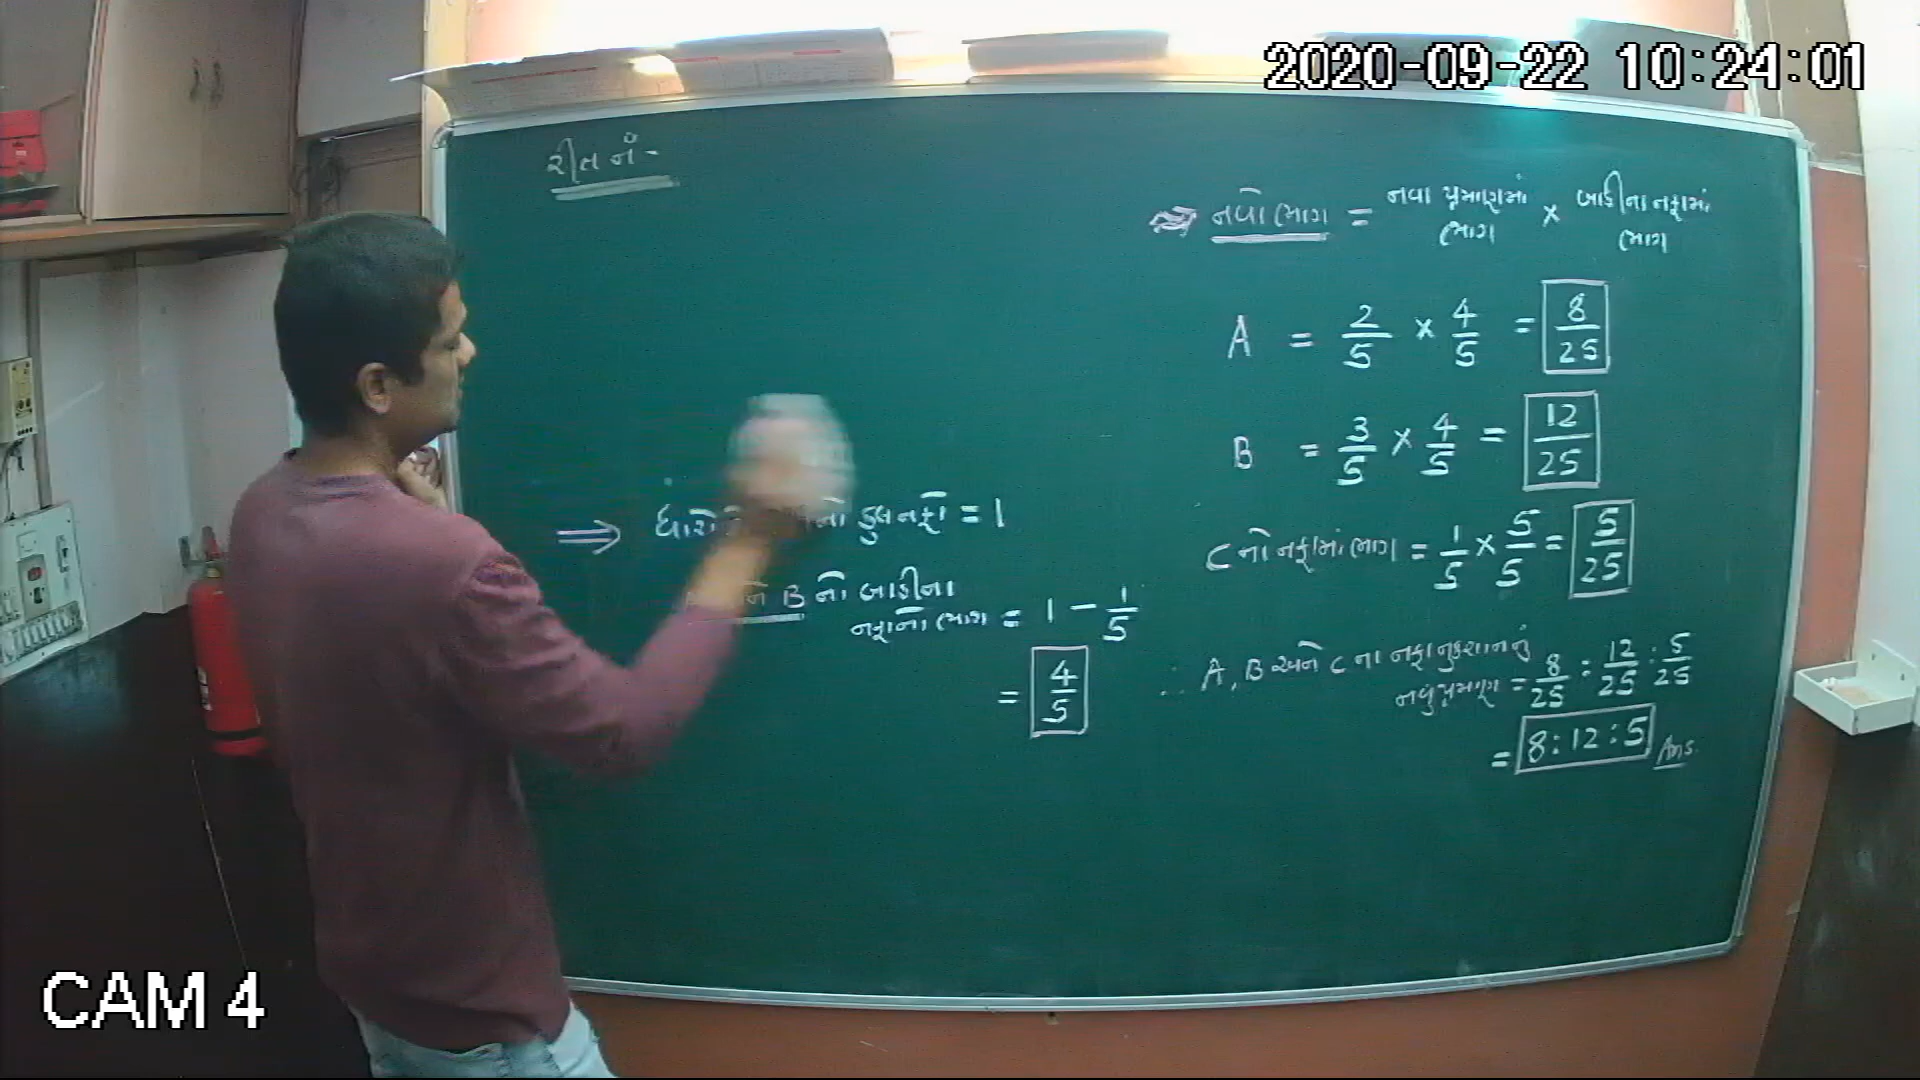 2020-09-22 10:24:01
રીત નં -
⇒ ધારો કુલ નફો = 1
B નો બાકીના
નફાનો ભાગ = 1 - 1/5
= 4/5
નવો ભાગ = નવા પ્રમાણમાં ભાગ × બાકીના નફામાં ભાગ
A = 2/5 × 4/5 = 8/25
B = 3/5 × 4/5 = 12/25
C નો નફામાં ભાગ = 1/5 × 5/5 = 5/25
∴ A, B અને C ના નફાનુકશાનનું
નવુંપ્રમાણ = 8/25 : 12/25 : 5/25
= 8:12:5 Ans.
CAM 4